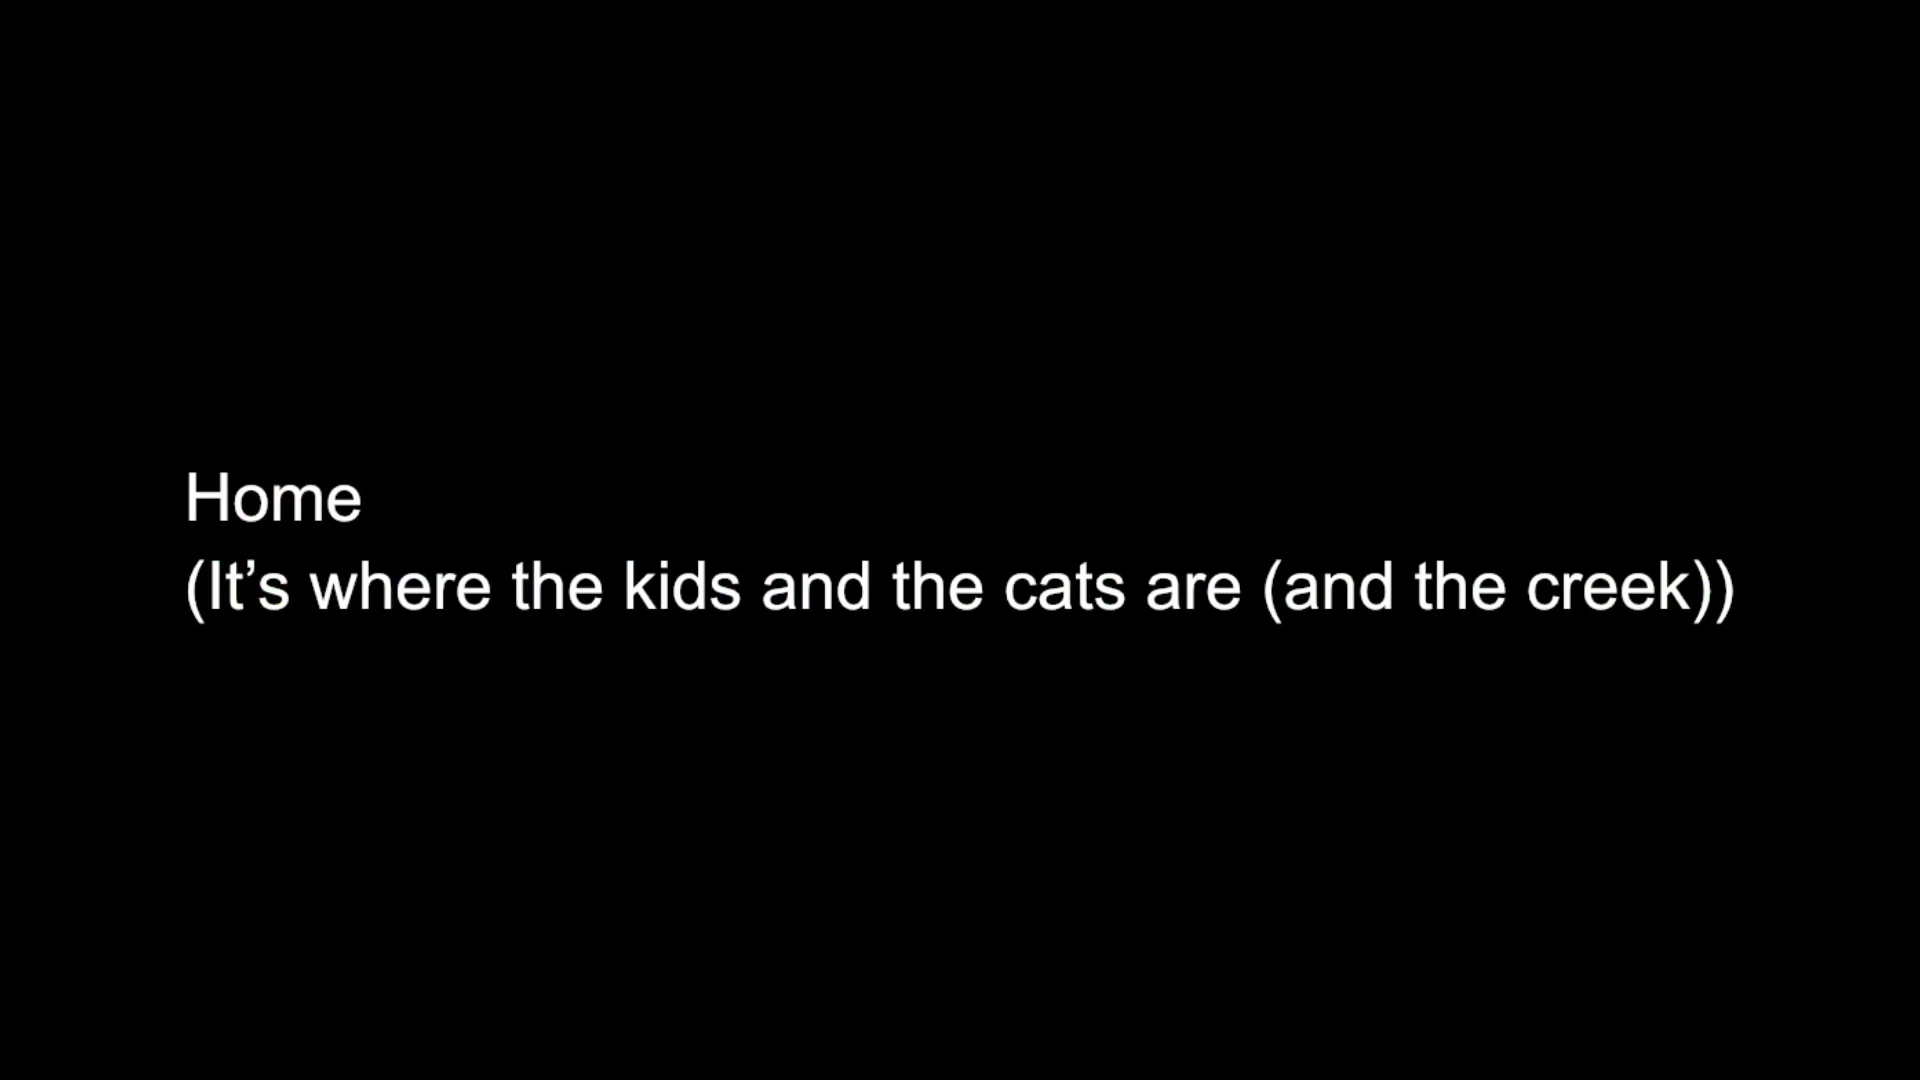 Home
(It’s where the kids and the cats are (and the creek))